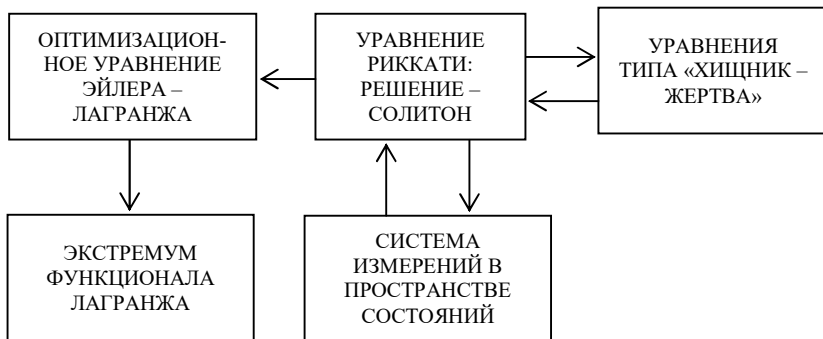 ОПТИМИЗАЦИОН-
НОЕ УРАВНЕНИЕ
ЭЙЛЕРА –
ЛАГРАНЖА
УРАВНЕНИЕ
РИККАТИ:
РЕШЕНИЕ –
СОЛИТОН
УРАВНЕНИЯ
ТИПА «ХИЩНИК –
ЖЕРТВА»
ЭКСТРЕМУМ
ФУНКЦИОНАЛА
ЛАГРАНЖА
СИСТЕМА
ИЗМЕРЕНИЙ В
ПРОСТРАНСТВЕ
СОСТОЯНИЙ